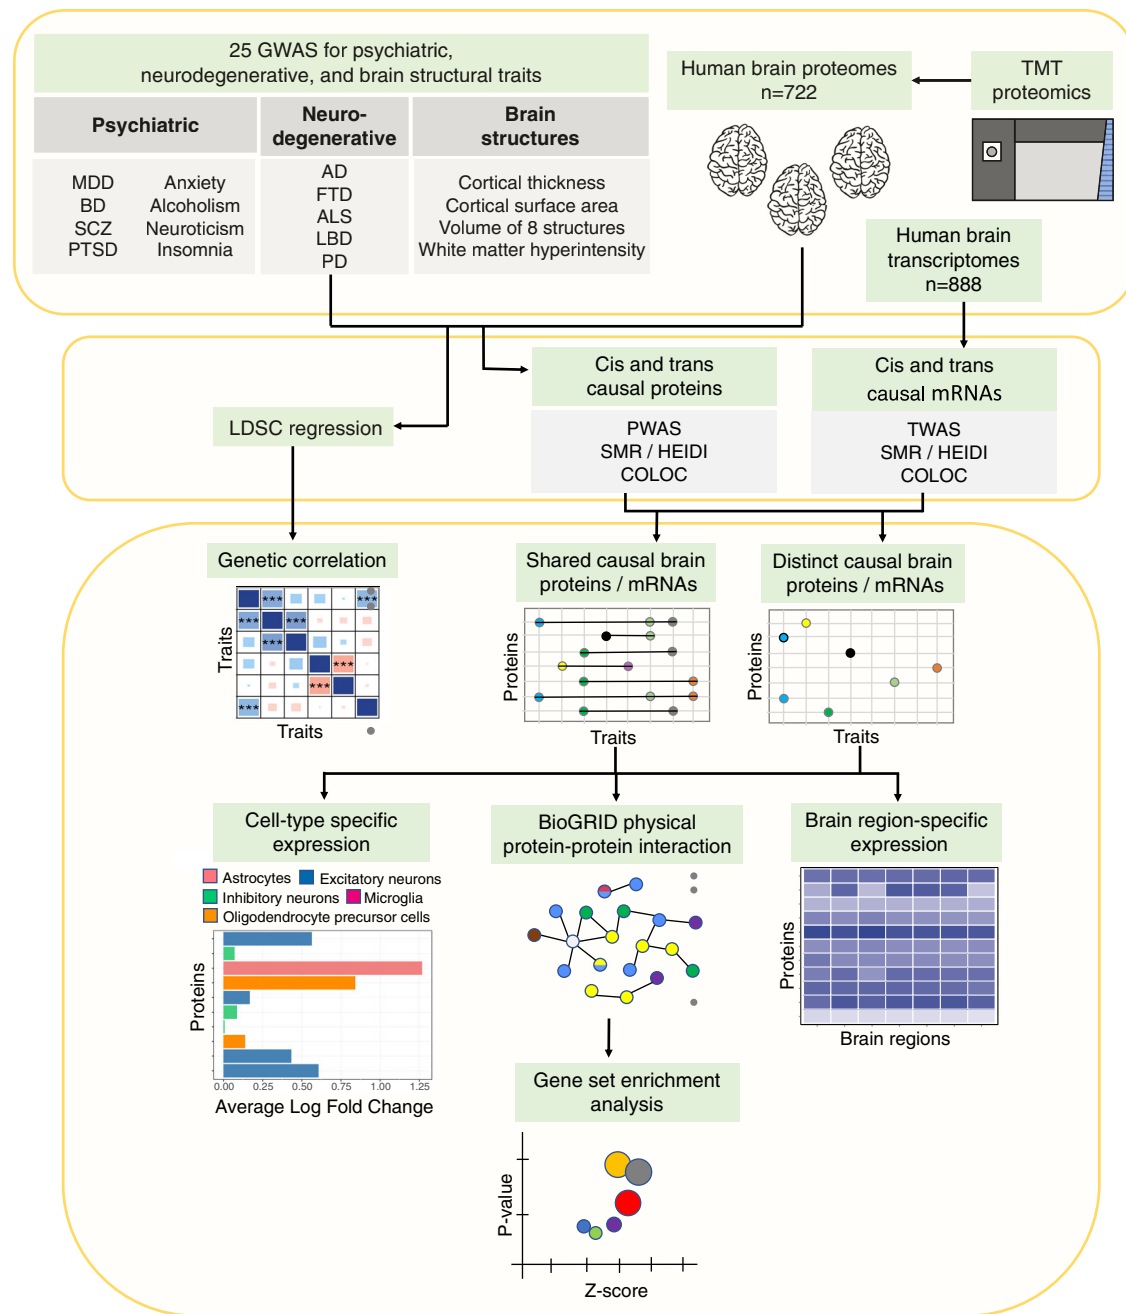 25 GWAS for psychiatric,
neurodegenerative, and brain structural traits
Psychiatric
Neuro-
degenerative
Brain
structures
MDD
BD
SCZ
PTSD
Anxiety
Alcoholism
Neuroticism
Insomnia
AD
FTD
ALS
LBD
PD
Cortical thickness
Cortical surface area
Volume of 8 structures
White matter hyperintensity
Human brain proteomes
n=722
TMT
proteomics
Human brain
transcriptomes
n=888
LDSC regression
Cis and trans
causal proteins
PWAS
SMR / HEIDI
COLOC
Cis and trans
causal mRNAs
TWAS
SMR / HEIDI
COLOC
Genetic correlation
*** ***
*** ***
***
***
***
***
Traits
Traits
Shared causal brain
proteins / mRNAs
Proteins
Traits
Distinct causal brain
proteins / mRNAs
Proteins
Traits
Cell-type specific
expression
Astrocytes
Excitatory neurons
Inhibitory neurons
Microglia
Oligodendrocyte precursor cells
Proteins
0.00 0.25 0.50 0.75 1.00 1.25
Average Log Fold Change
BioGRID physical
protein-protein interaction
Brain region-specific
expression
Proteins
Brain regions
Gene set enrichment
analysis
P-value
Z-score